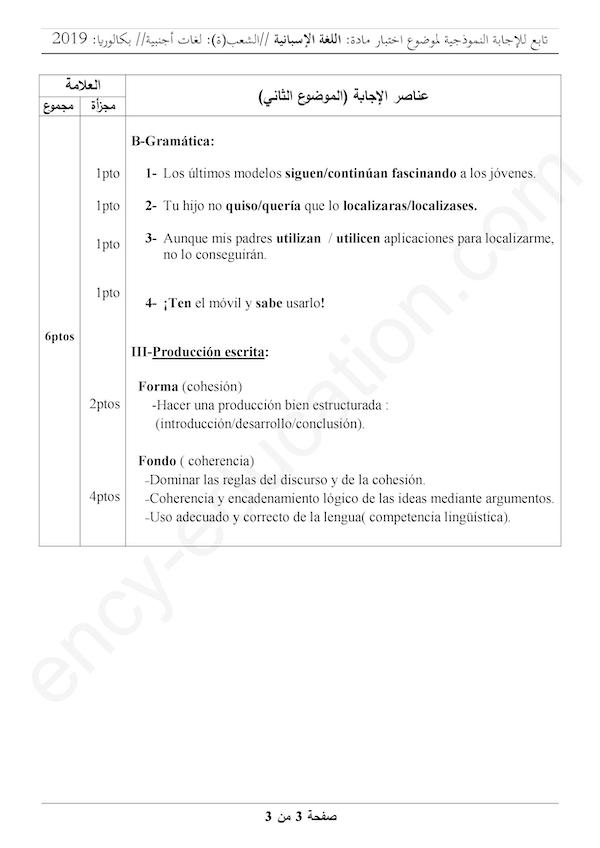 تابع للإجابة النموذجية لموضوع اختبار مادة: اللغة الإسبانية //الشعب(ة): لغات أجنبية// بكالوريا: 2019
العلامة
عناصر الإجابة (الموضوع الثاني)
مجموع
مجزأة
B-Gramática:
1pto
1- Los últimos modelos siguen/continúan fascinando a los jóvenes.
1pto
2- Tu hijo no quiso/quería que lo localizaras/localizases.
1pto
3- Aunque mis padres utilizan / utilicen aplicaciones para localizarme,
no lo conseguirán.
1pto
4- ¡Ten el móvil y sabe usarlo!
6ptos
III-Producción escrita:
Forma (cohesión)
2ptos
-Hacer una producción bien estructurada :
(introducción/desarrollo/conclusión).
Fondo ( coherencia)
-Dominar las reglas del discurso y de la cohesión.
4ptos
-Coherencia y encadenamiento lógico de las ideas mediante argumentos.
-Uso adecuado y correcto de la lengua( competencia lingüística).
ency-education.com
صفحة 3 من 3